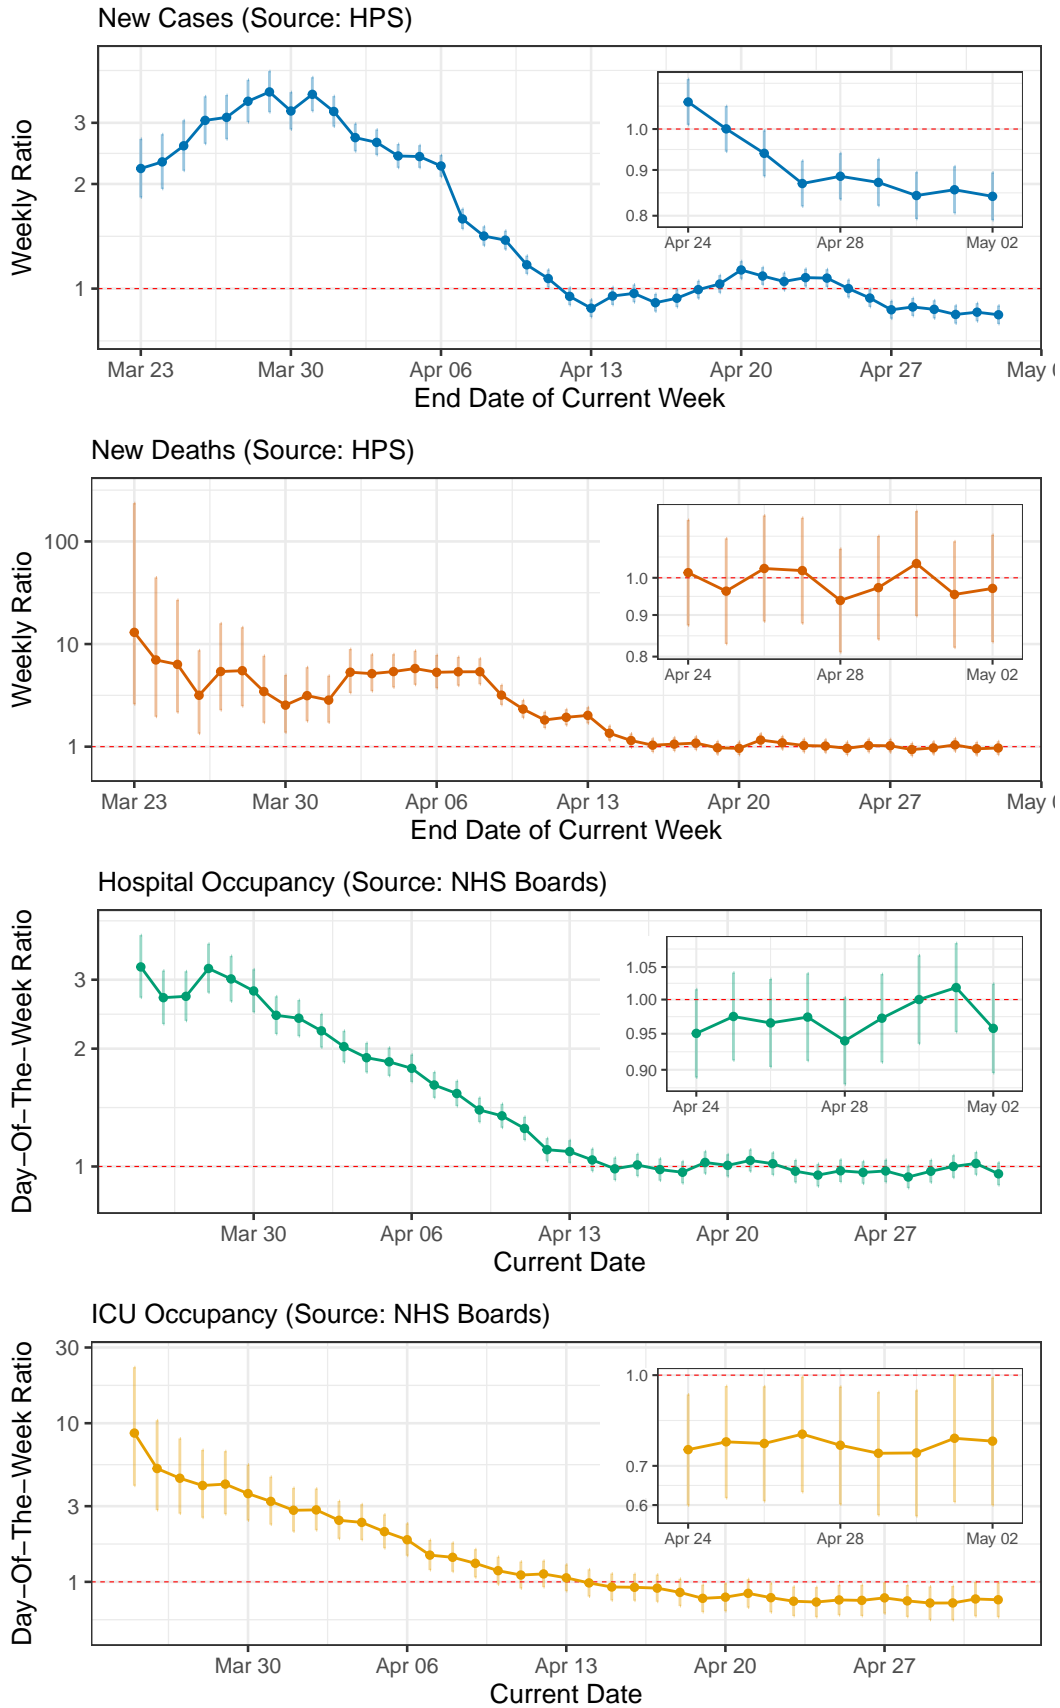 New Cases (Source: HPS)
Weekly Ratio
3
2
1
1.0
0.9
0.8
Apr 24 Apr 28 May 02
Mar 23 Mar 30 Apr 06 Apr 13 Apr 20 Apr 27 May 0
End Date of Current Week
New Deaths (Source: HPS)
Weekly Ratio
100
10
1
1.0
0.9
0.8
Apr 24 Apr 28 May 02
Mar 23 Mar 30 Apr 06 Apr 13 Apr 20 Apr 27 May 0
End Date of Current Week
Hospital Occupancy (Source: NHS Boards)
Day−Of−The−Week Ratio
3
2
1
1.05
1.00
0.95
0.90
Apr 24 Apr 28 May 02
Mar 30 Apr 06 Apr 13 Apr 20 Apr 27
Current Date
ICU Occupancy (Source: NHS Boards)
Day−Of−The−Week Ratio
30
10
3
1
1.0
0.7
0.6
Apr 24 Apr 28 May 02
Mar 30 Apr 06 Apr 13 Apr 20 Apr 27
Current Date